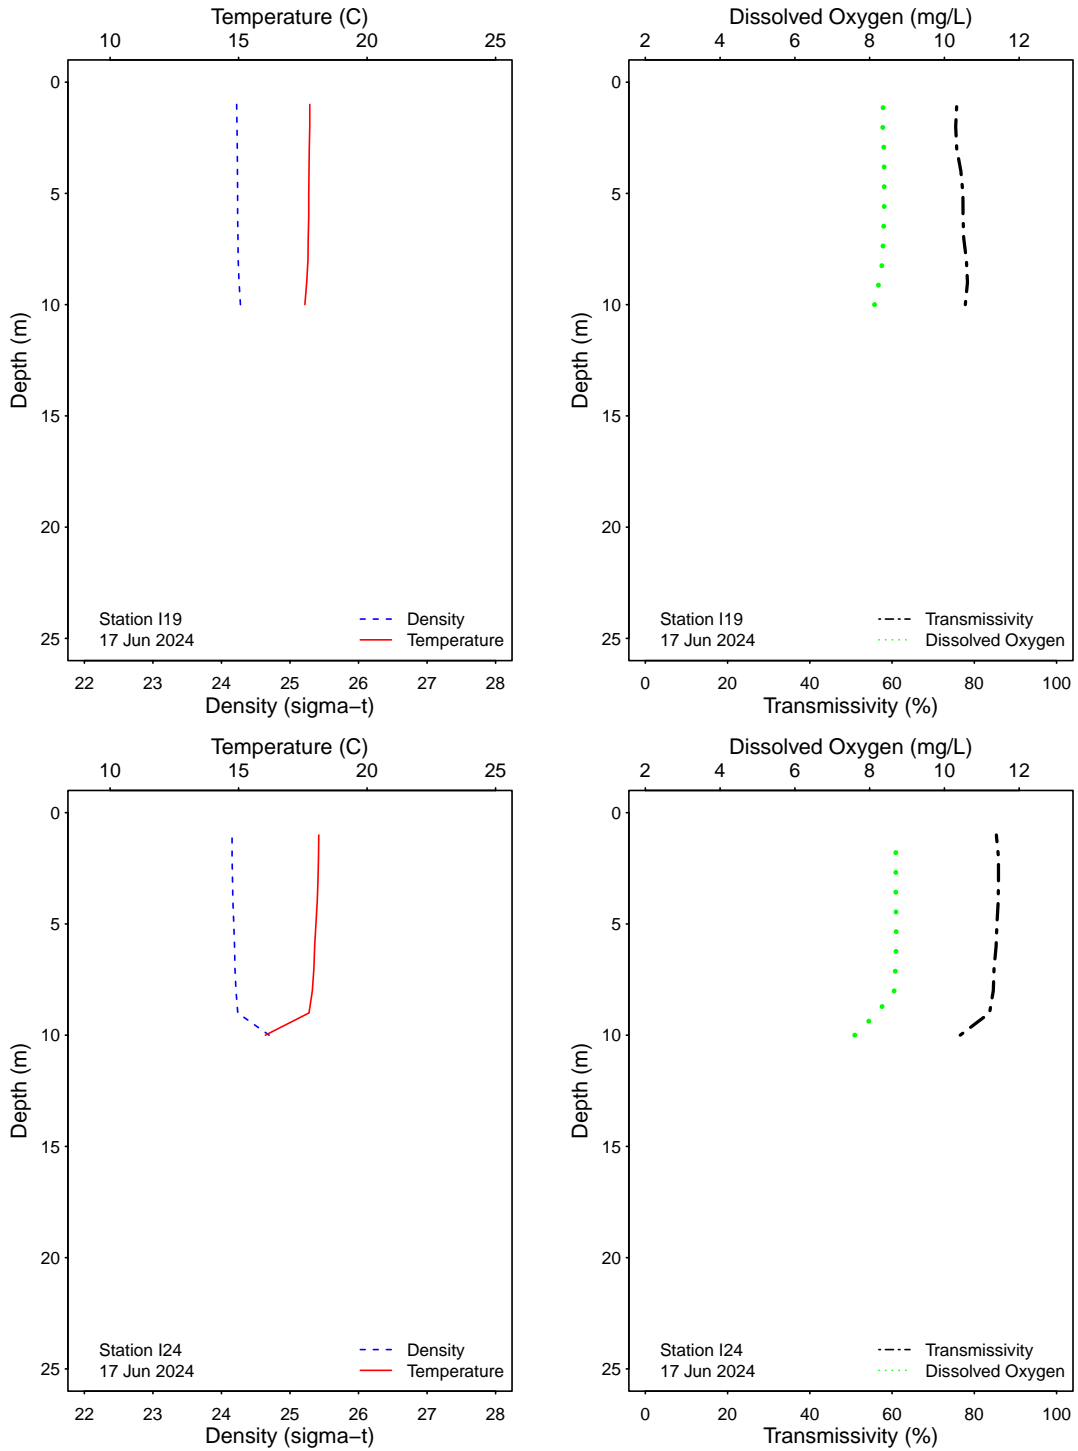 Temperature (C)
10 15 20 25
0
5
10
15
20
25
Depth (m)
Station I19
17 Jun 2024
Density
Temperature
22 23 24 25 26 27 28
Density (sigma−t)
Dissolved Oxygen (mg/L)
2 4 6 8 10 12
0
5
10
15
20
25
Depth (m)
Station I19
17 Jun 2024
Transmissivity
Dissolved Oxygen
0 20 40 60 80 100
Transmissivity (%)
Temperature (C)
10 15 20 25
0
5
10
15
20
25
Depth (m)
Station I24
17 Jun 2024
Density
Temperature
22 23 24 25 26 27 28
Density (sigma−t)
Dissolved Oxygen (mg/L)
2 4 6 8 10 12
0
5
10
15
20
25
Depth (m)
Station I24
17 Jun 2024
Transmissivity
Dissolved Oxygen
0 20 40 60 80 100
Transmissivity (%)